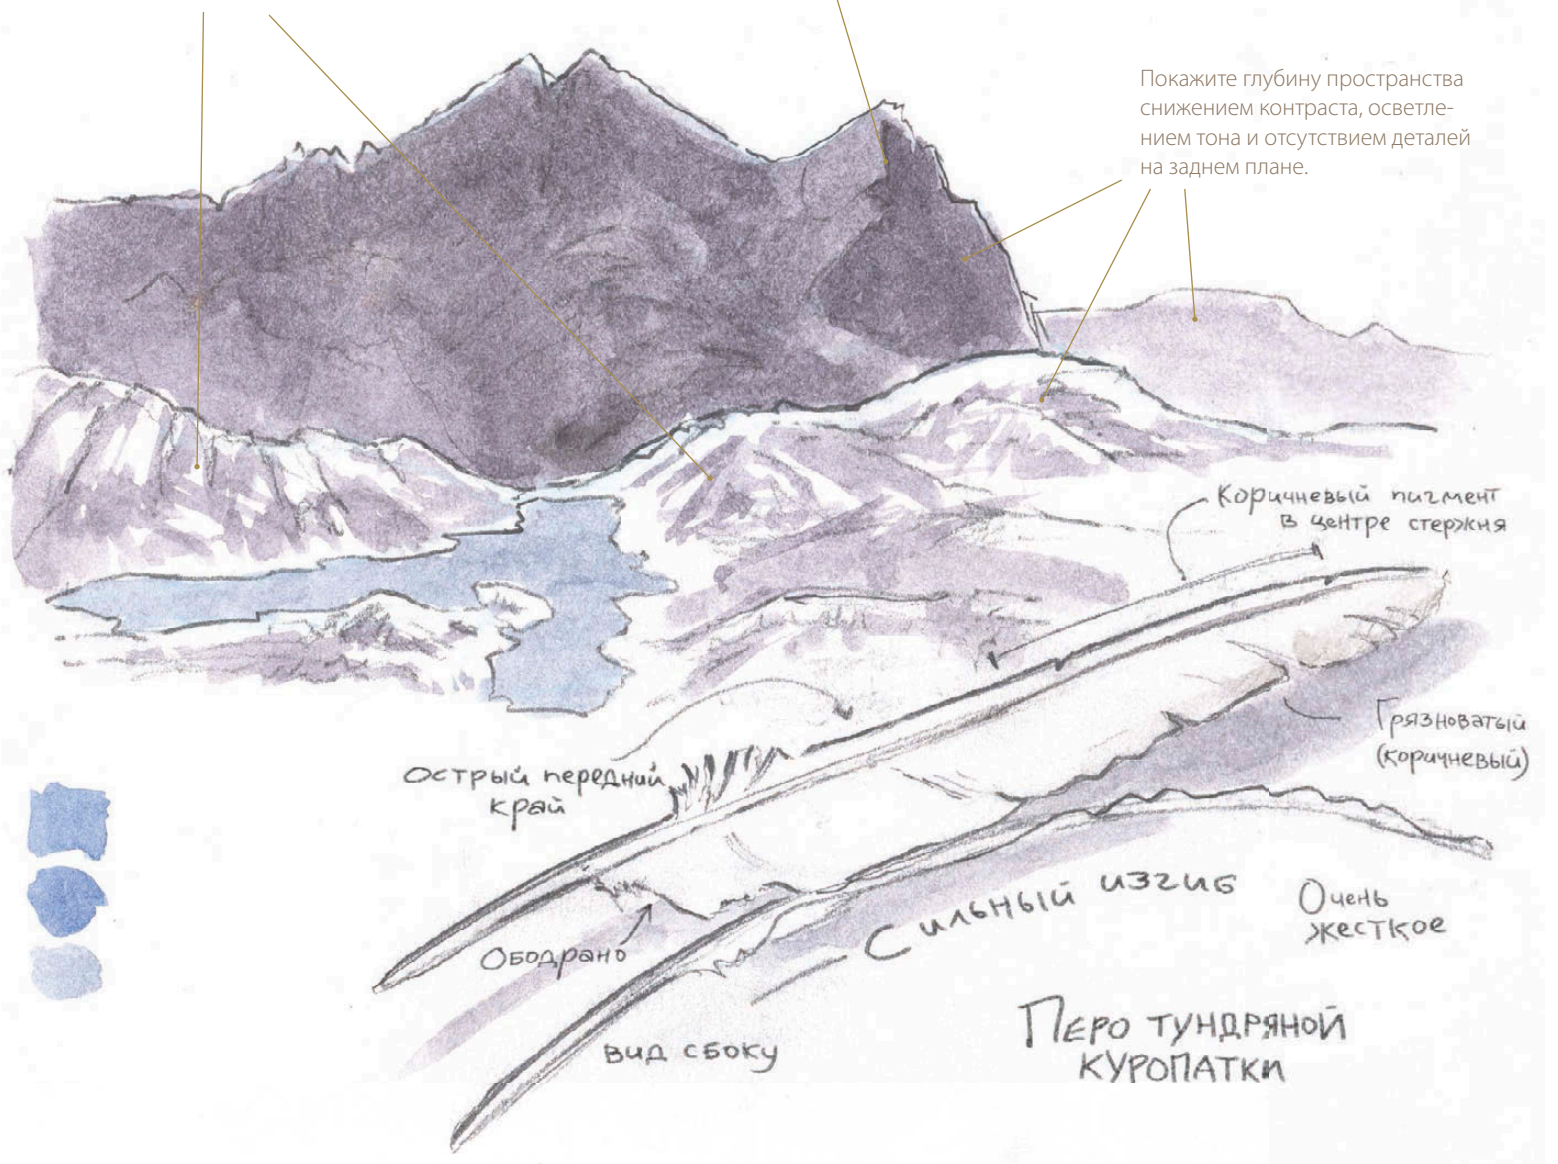 Покажите глубину пространства
снижением контраста, осветле-
нием тона и отсутствием деталей
на заднем плане.
Коричневый пигмент
в центре стержня
Грязноватый
(коричневый)
Острый передний
край
Сильный изгиб
Очень
жесткое
Ободрано
вид сбоку
Перо тундряной
куропатки